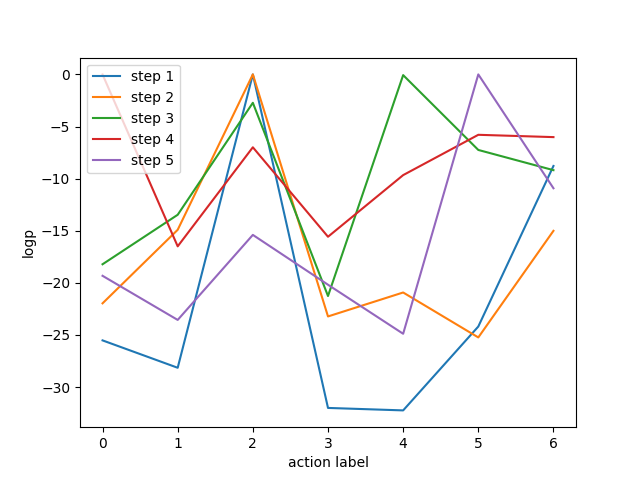 step 1
step 2
step 3
step 4
step 5
0
−5
−10
−15
−20
−25
−30
logp
0 1 2 3 4 5 6
action label